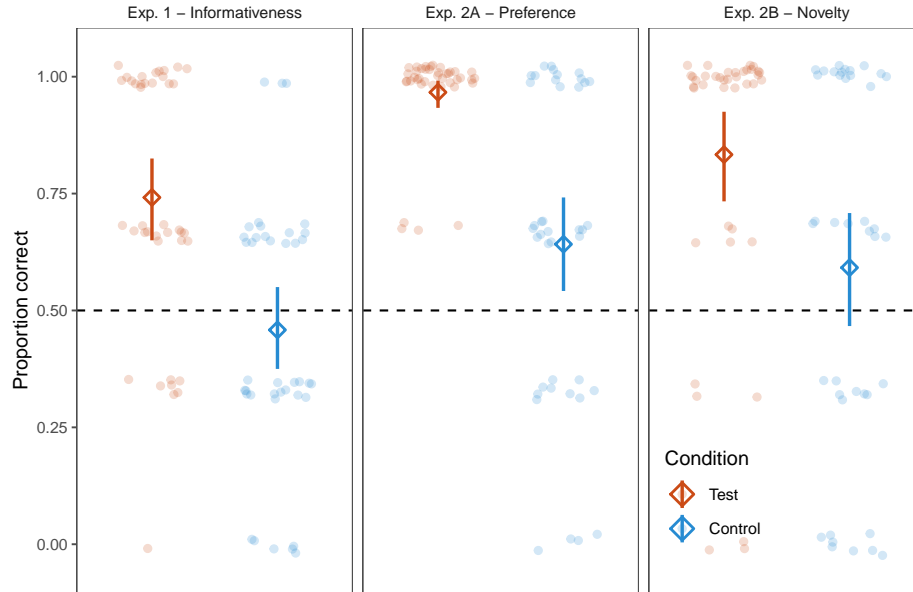 Exp. 1 – Informativeness
Exp. 2A – Preference
Exp. 2B – Novelty
Proportion correct
1.00
0.75
0.50
0.25
0.00
Condition
Test
Control